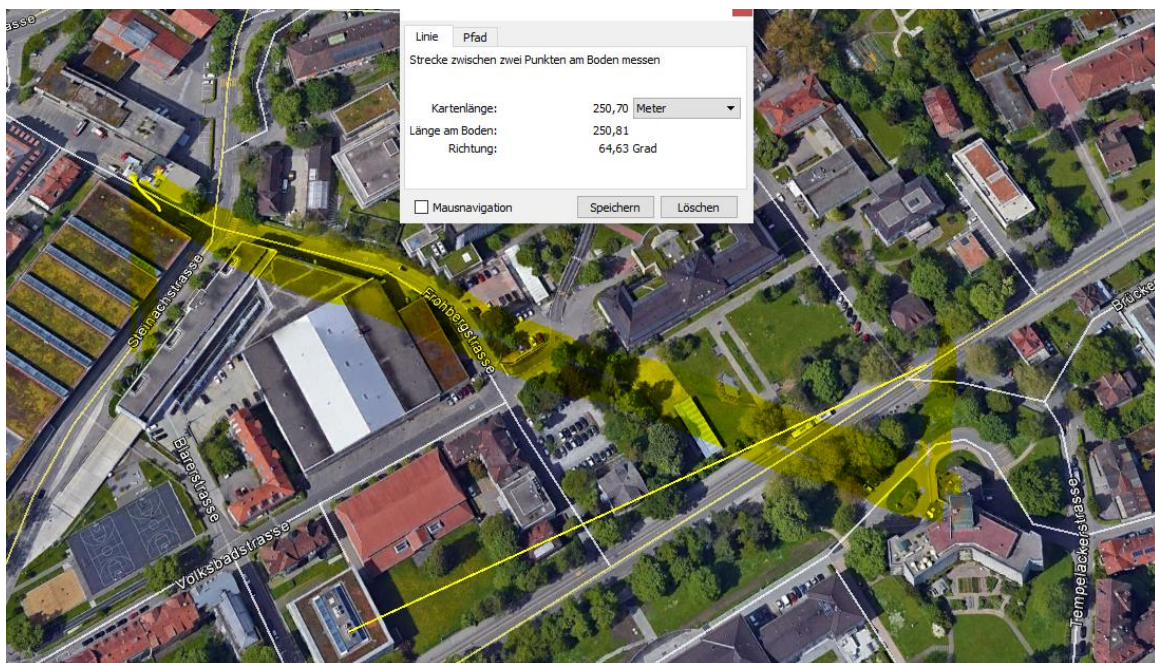 rasse
Linie Pfad
Strecke zwischen zwei Punkten am Boden messen
Kartenlänge: 250,70 Meter
Länge am Boden: 250,81
Richtung: 64,63 Grad
Mausnavigation Speichern Löschen
Steinachstrasse
Frohbergstrasse
Brücke
Blarerstrasse
Volksbadstrasse
Tempelackerstrasse